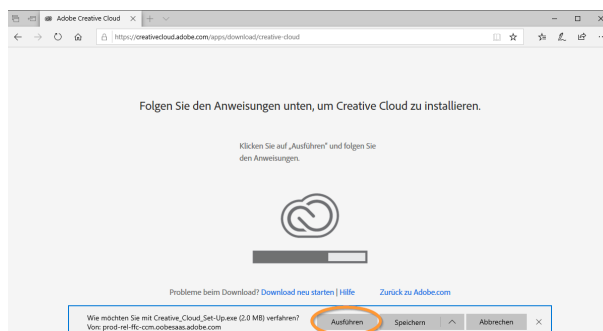 Adobe Creative Cloud
https://creativecloud.adobe.com/apps/download/creative-cloud
Folgen Sie den Anweisungen unten, um Creative Cloud zu installieren.
Klicken Sie auf „Ausführen" und folgen Sie
den Anweisungen.
Probleme beim Download? Download neu starten | Hilfe Zurück zu Adobe.com
Wie möchten Sie mit Creative_Cloud_Set-Up.exe (2.0 MB) verfahren?
Von: prod-rel-ffc-ccm.oobesaas.adobe.com
Ausführen Speichern Abbrechen